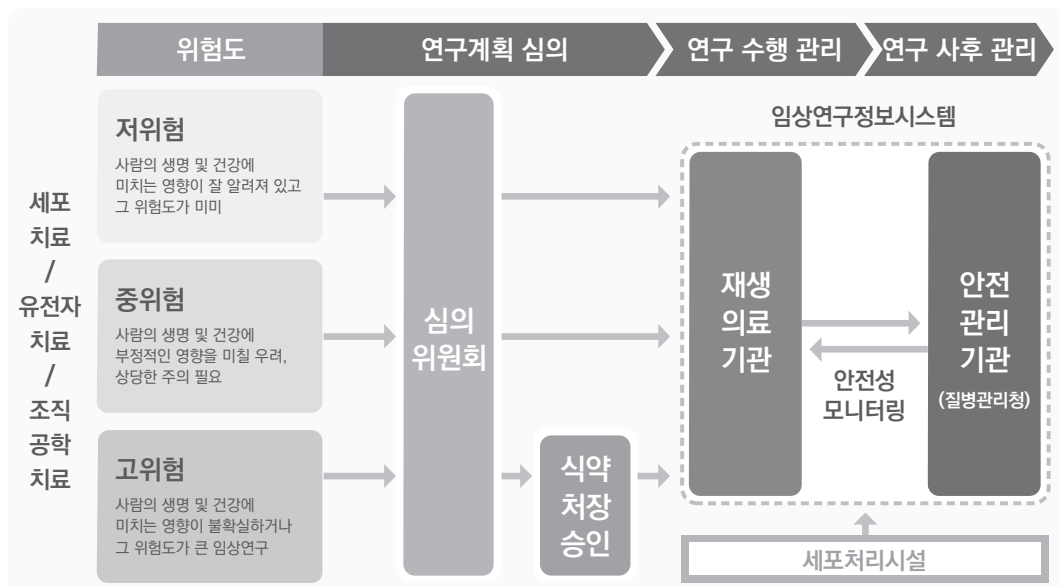 위험도
연구계획 심의
연구 수행 관리
연구 사후 관리
세포
치료
/
유전자
치료
/
조직
공학
치료
저위험
사람의 생명 및 건강에
미치는 영향이 잘 알려져 있고
그 위험도가 미미
중위험
사람의 생명 및 건강에
부정적인 영향을 미칠 우려,
상당한 주의 필요
고위험
사람의 생명 및 건강에
미치는 영향이 불확실하거나
그 위험도가 큰 임상연구
심의
위원회
식약
처장
승인
임상연구정보시스템
재생
의료
기관
안전성
모니터링
안전
관리
기관
(질병관리청)
세포처리시설